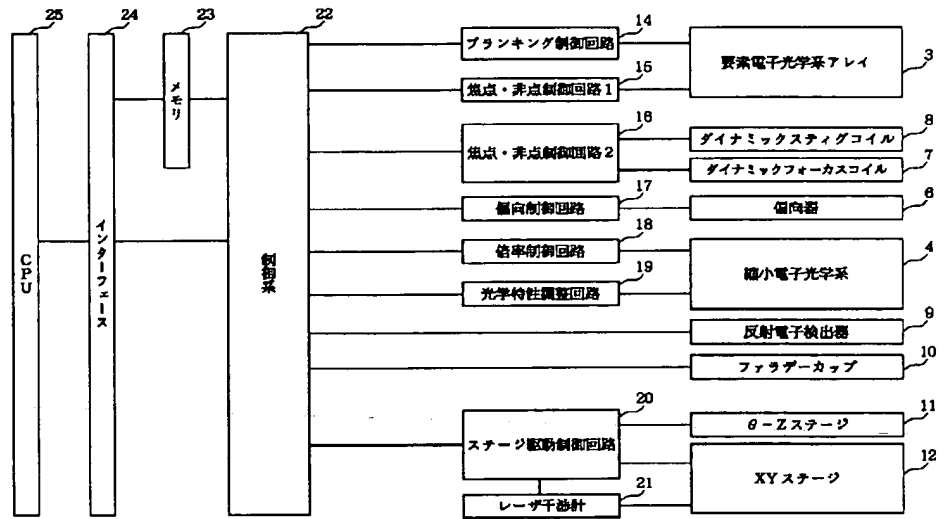 25
24
23
22
14
ブランキング制御回路
要素電子光学系アレイ
3
15
焦点・非点制御回路1
メモリ
16
焦点・非点制御回路2
ダイナミックスティグコイル
8
ダイナミックフォーカスコイル
7
17
偏向制御回路
偏向器
6
CPU
インターフェース
制御系
18
倍率制御回路
縮小電子光学系
4
19
光学特性調整回路
反射電子検出器
9
ファラデーカップ
10
20
ステージ駆動制御回路
θ-Zステージ
11
XYステージ
12
21
レーザ干渉計